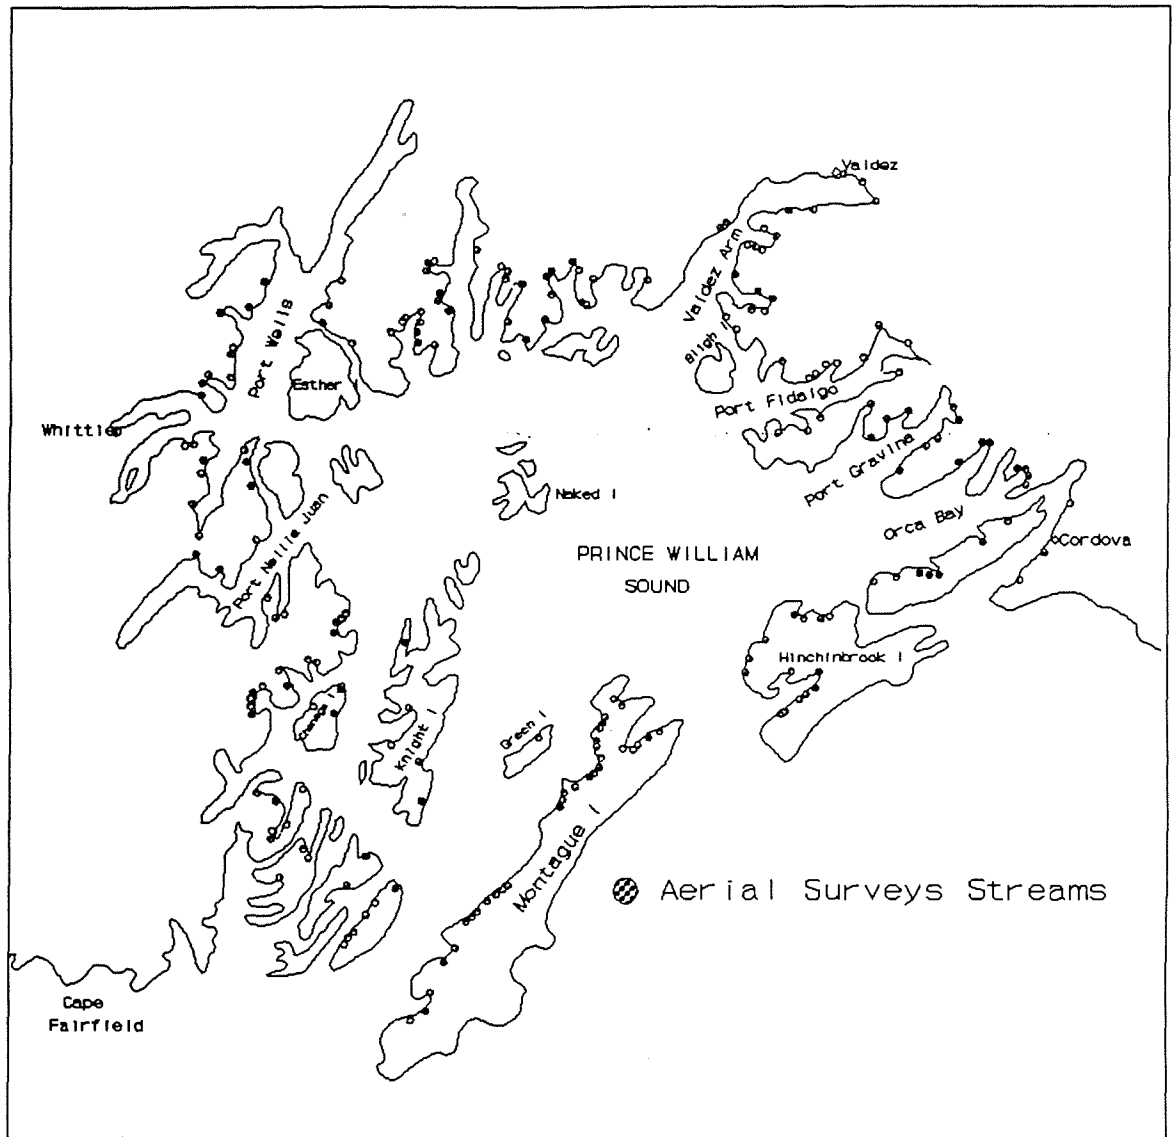 Valdez
Valdez Arm
Port Wells
Bligh I
Esther I
Port Fidalgo
Whittier
Port Gravina
Naked I
Port Nellie Juan
Orca Bay
PRINCE WILLIAM
SOUND
Cordova
Hinchinbrook I
Chenega I
Green I
Knight I
Montague I
Aerial Surveys Streams
Cape
Fairfield